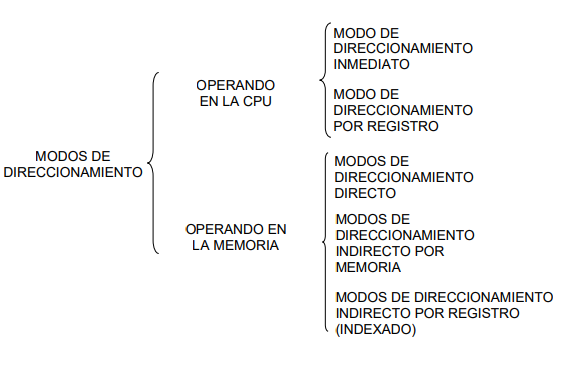 MODOS DE
DIRECCIONAMIENTO
OPERANDO
EN LA CPU
MODO DE
DIRECCIONAMIENTO
INMEDIATO
MODO DE
DIRECCIONAMIENTO
POR REGISTRO
OPERANDO EN
LA MEMORIA
MODOS DE
DIRECCIONAMIENTO
DIRECTO
MODOS DE
DIRECCIONAMIENTO
INDIRECTO POR
MEMORIA
MODOS DE DIRECCIONAMIENTO
INDIRECTO POR REGISTRO
(INDEXADO)